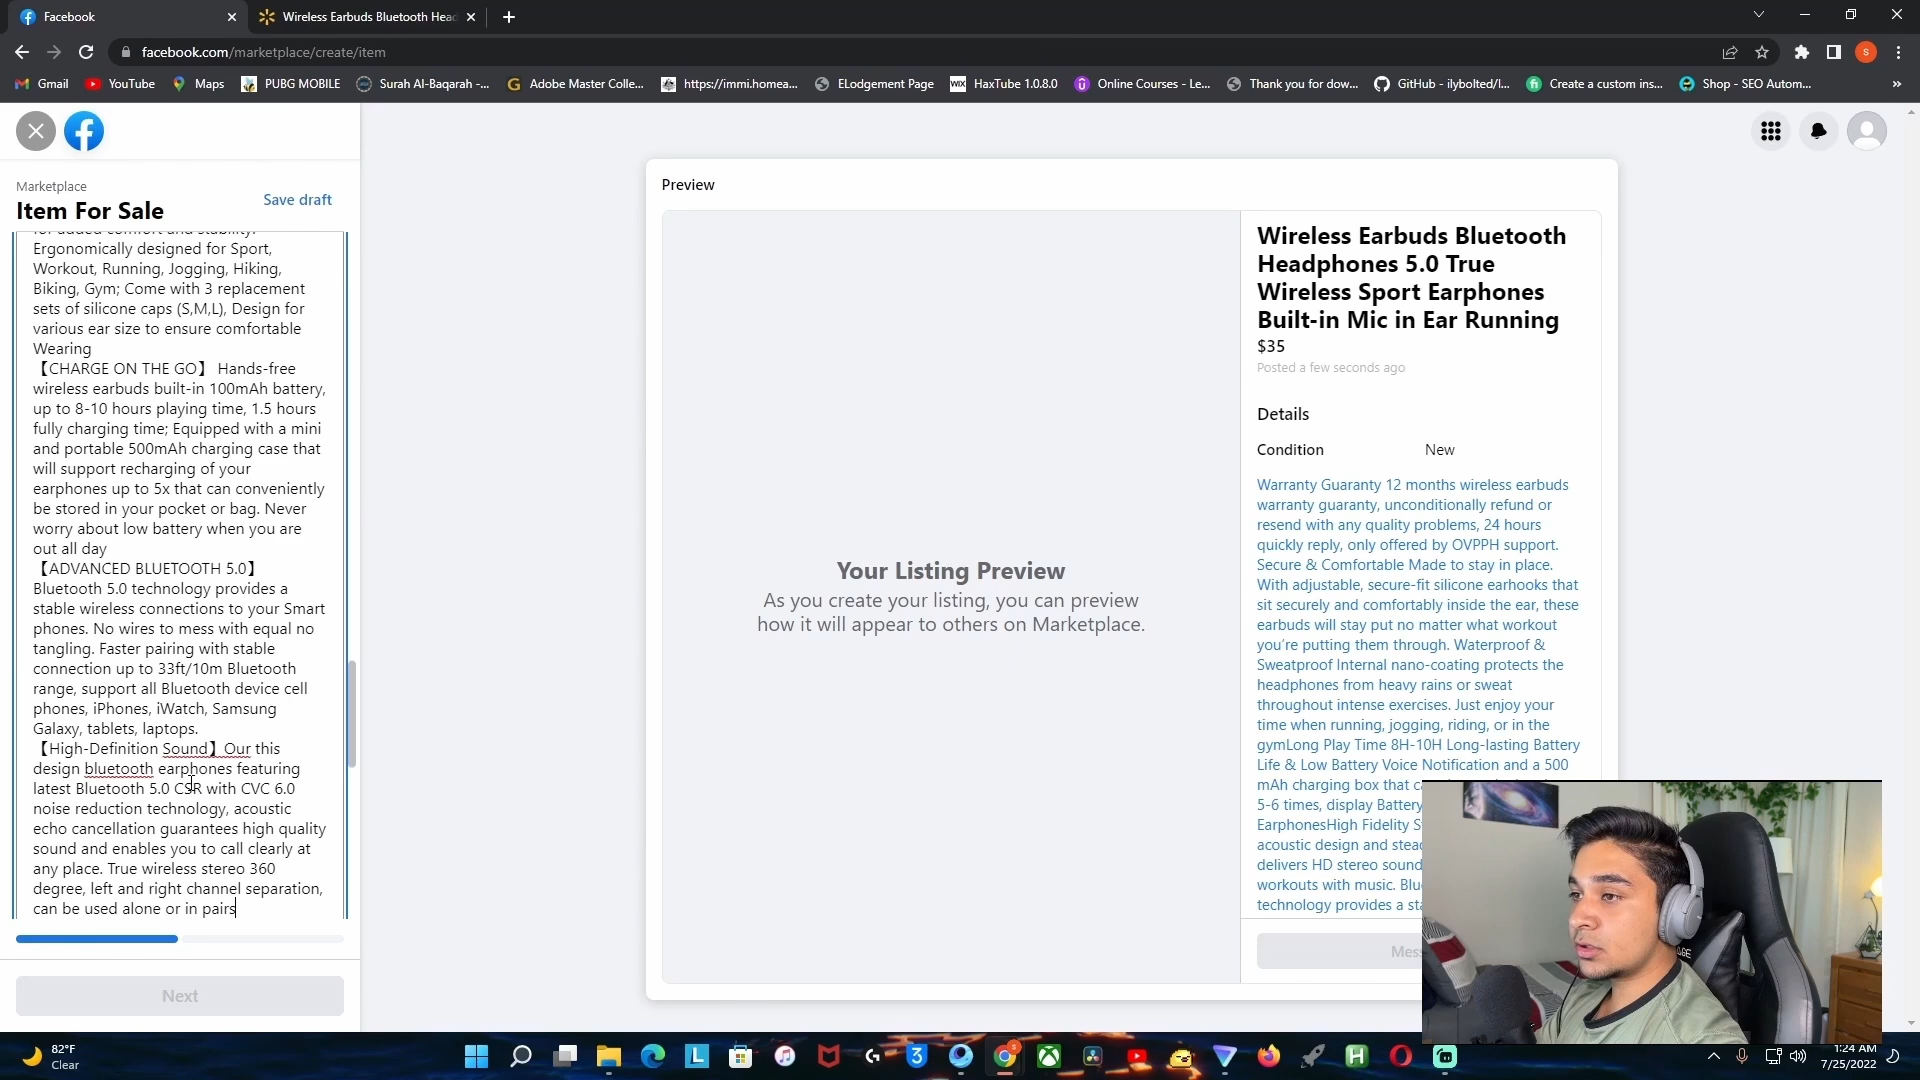 Facebook
Wireless Earbuds Bluetooth Head
facebook.com/marketplace/create/item
S
Gmail
YouTube
Maps
PUBG MOBILE
Surah Al-Baqarah -...
Adobe Master Colle...
https://immi.homea...
ELodgement Page
WIX
HaxTube 1.0.8.0
Online Courses - Le...
Thank you for dow...
GitHub - ilybolted/l...
Create a custom ins...
Shop - SEO Autom...
Marketplace
Item For Sale
Save draft
for added comfort and stability.
Ergonomically designed for Sport,
Workout, Running, Jogging, Hiking,
Biking, Gym; Come with 3 replacement
sets of silicone caps (S,M,L), Design for
various ear size to ensure comfortable
Wearing
【CHARGE ON THE GO】 Hands-free
wireless earbuds built-in 100mAh battery,
up to 8-10 hours playing time, 1.5 hours
fully charging time; Equipped with a mini
and portable 500mAh charging case that
will support recharging of your
earphones up to 5x that can conveniently
be stored in your pocket or bag. Never
worry about low battery when you are
out all day
【ADVANCED BLUETOOTH 5.0】
Bluetooth 5.0 technology provides a
stable wireless connections to your Smart
phones. No wires to mess with equal no
tangling. Faster pairing with stable
connection up to 33ft/10m Bluetooth
range, support all Bluetooth device cell
phones, iPhones, iWatch, Samsung
Galaxy, tablets, laptops.
【High-Definition Sound】Our this
design bluetooth earphones featuring
latest Bluetooth 5.0 CSR with CVC 6.0
noise reduction technology, acoustic
echo cancellation guarantees high quality
sound and enables you to call clearly at
any place. True wireless stereo 360
degree, left and right channel separation,
can be used alone or in pairs
Next
Preview
Your Listing Preview
As you create your listing, you can preview
how it will appear to others on Marketplace.
Wireless Earbuds Bluetooth
Headphones 5.0 True
Wireless Sport Earphones
Built-in Mic in Ear Running
$35
Posted a few seconds ago
Details
Condition New
Warranty Guaranty 12 months wireless earbuds
warranty guaranty, unconditionally refund or
resend with any quality problems, 24 hours
quickly reply, only offered by OVPPH support.
Secure & Comfortable Made to stay in place.
With adjustable, secure-fit silicone earhooks that
sit securely and comfortably inside the ear, these
earbuds will stay put no matter what workout
you're putting them through. Waterproof &
Sweatproof Internal nano-coating protects the
headphones from heavy rains or sweat
throughout intense exercises. Just enjoy your
time when running, jogging, riding, or in the
gymLong Play Time 8H-10H Long-lasting Battery
Life & Low Battery Voice Notification and a 500
mAh charging box that c
5-6 times, display Battery
EarphonesHigh Fidelity S
acoustic design and stea
delivers HD stereo sound
workouts with music. Blu
technology provides a sta
Mess
82°F
Clear
1:24 AM
7/25/2022